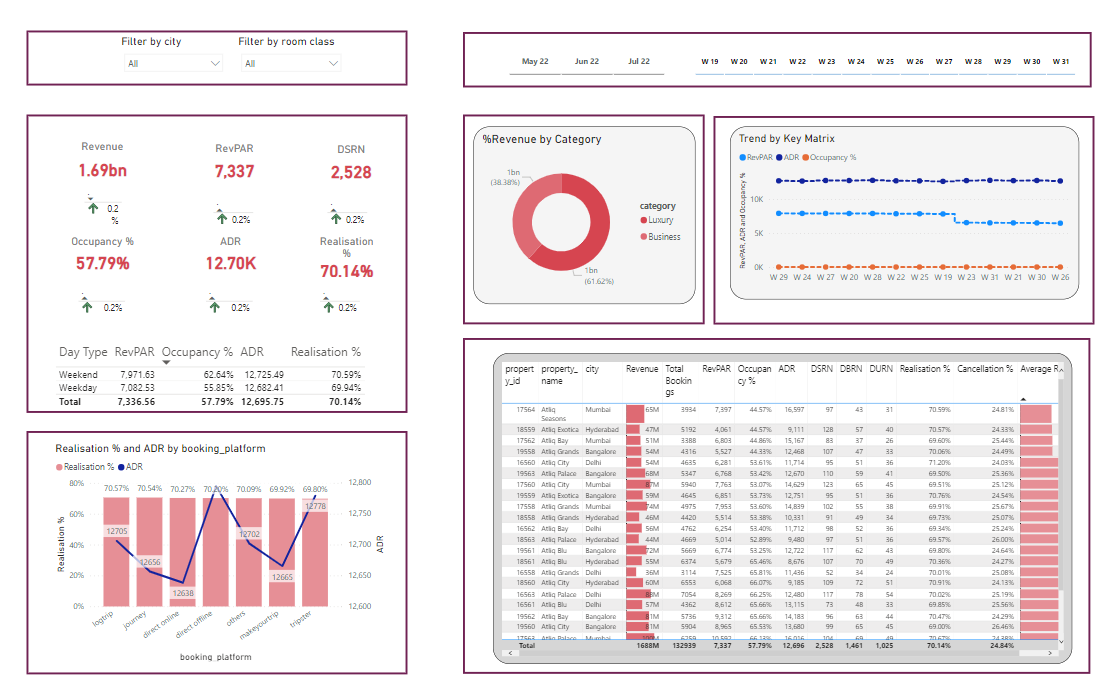 Filter by city
Filter by room class
All
All
May 22 Jun 22 Jul 22
W 19 W 20 W 21 W 22 W 23 W 24 W 25 W 26 W 27 W 28 W 29 W 30 W 31
Revenue
1.69bn
0.2
%
RevPAR
7,337
0.2%
DSRN
2,528
0.2%
Occupancy %
57.79%
0.2%
ADR
12.70K
0.2%
Realisation
%
70.14%
0.2%
Day Type RevPAR Occupancy % ADR Realisation %
Weekend 7,971.63 62.64% 12,725.49 70.59%
Weekday 7,082.53 55.85% 12,682.41 69.94%
Total 7,336.56 57.79% 12,695.75 70.14%
%Revenue by Category
1bn
(38.38%)
1bn
(61.62%)
category
Luxury
Business
Trend by Key Matrix
RevPAR ADR Occupancy %
RevPAR, ADR and Occupancy %
10K
5K
0K
W 29 W 24 W 27 W 20 W 28 W 22 W 25 W 19 W 23 W 31 W 21 W 30 W 26
Realisation % and ADR by booking_platform
Realisation % ADR
Realisation %
80%
60%
40%
20%
0%
70.57% 70.54% 70.27% 70.09% 69.92% 69.80%
12705
12656
12638
12702
12665
12778
12,800
12,750
12,700
12,650
12,600
ADR
logtrip journey direct online direct offline others makeyourtrip tripster
booking_platform
property_id property_name city Revenue Total Bookings RevPAR Occupancy % ADR DSRN DBRN DURN Realisation % Cancellation % Average R
17564 Atliq Seasons Mumbai 65M 3934 7,397 44.57% 16,597 97 43 31 70.59% 24.81%
18559 Atliq Exotica Hyderabad 47M 5192 4,061 44.57% 9,111 128 57 40 70.57% 24.33%
17562 Atliq Bay Mumbai 51M 3388 6,803 44.86% 15,167 83 37 26 69.60% 25.44%
19558 Atliq Grands Bangalore 54M 4316 5,527 44.33% 12,468 107 47 33 70.06% 24.49%
16560 Atliq City Delhi 54M 4635 6,281 53.61% 11,714 95 51 36 71.20% 24.03%
19563 Atliq Palace Bangalore 68M 5347 6,768 53.42% 12,670 110 59 41 69.50% 25.36%
17560 Atliq City Mumbai 87M 5940 7,763 53.07% 14,629 123 65 45 69.51% 25.12%
19559 Atliq Exotica Bangalore 59M 4645 6,851 53.73% 12,751 95 51 36 70.76% 24.54%
17558 Atliq Grands Mumbai 74M 4975 7,953 53.60% 14,839 102 55 38 69.91% 25.67%
18558 Atliq Grands Hyderabad 46M 4420 5,514 53.38% 10,331 91 49 34 69.73% 25.07%
16562 Atliq Bay Delhi 56M 4762 6,254 53.40% 11,712 98 52 36 69.34% 25.24%
18563 Atliq Palace Hyderabad 44M 4669 5,014 52.89% 9,480 97 51 36 69.57% 26.00%
19561 Atliq Blu Bangalore 72M 5669 6,774 53.25% 12,722 117 62 43 69.80% 24.64%
18561 Atliq Blu Hyderabad 55M 6374 5,679 65.46% 8,676 107 70 49 70.36% 24.27%
16558 Atliq Grands Delhi 36M 3114 7,525 65.81% 11,436 52 34 24 70.01% 25.08%
18560 Atliq City Hyderabad 60M 6553 6,068 66.07% 9,185 109 72 51 70.91% 24.13%
16563 Atliq Palace Delhi 83M 7054 8,269 66.25% 12,480 117 78 54 70.02% 25.19%
16561 Atliq Blu Delhi 57M 4362 8,612 65.66% 13,115 73 48 33 69.85% 25.56%
19562 Atliq Bay Bangalore 81M 5736 9,312 65.66% 14,183 96 63 44 70.47% 24.29%
19560 Atliq City Bangalore 81M 5904 8,965 65.53% 13,680 99 65 45 69.00% 26.46%
17563 Atliq Palace Mumbai
Total 1688M 132939 7,337 57.79% 12,696 2,528 1,461 1,025 70.14% 24.84%